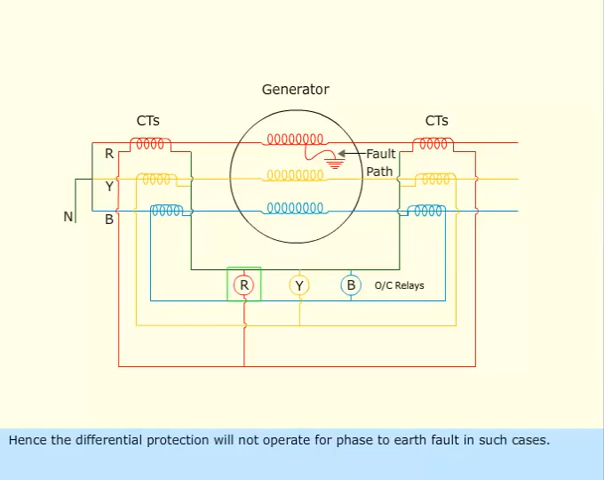 Generator
CTs
CTs
R
Fault
Path
Y
N
B
R
Y
B
O/C Relays
Hence the differential protection will not operate for phase to earth fault in such cases.